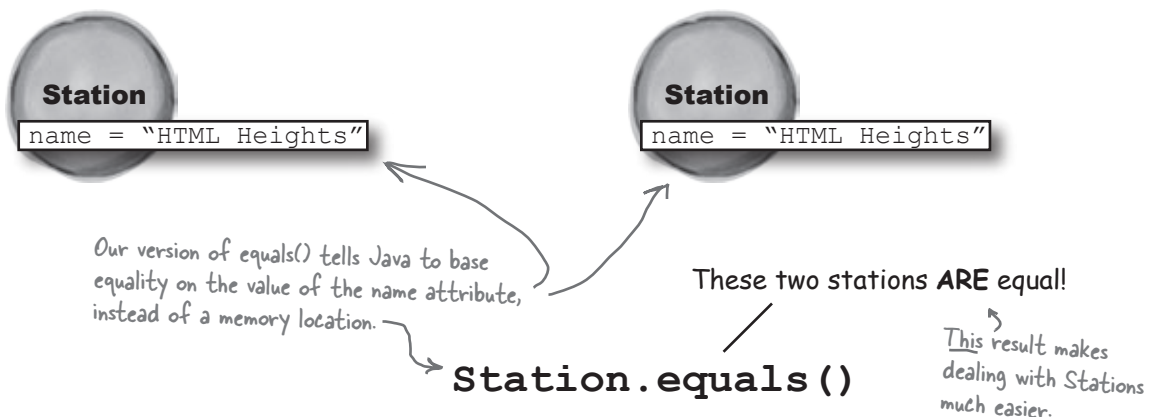 Station
name = “HTML Heights”
Station
name = “HTML Heights”
Our version of equals() tells Java to base
equality on the value of the name attribute,
instead of a memory location.
These two stations ARE equal!
This result makes
dealing with Stations
much easier.
Station.equals()